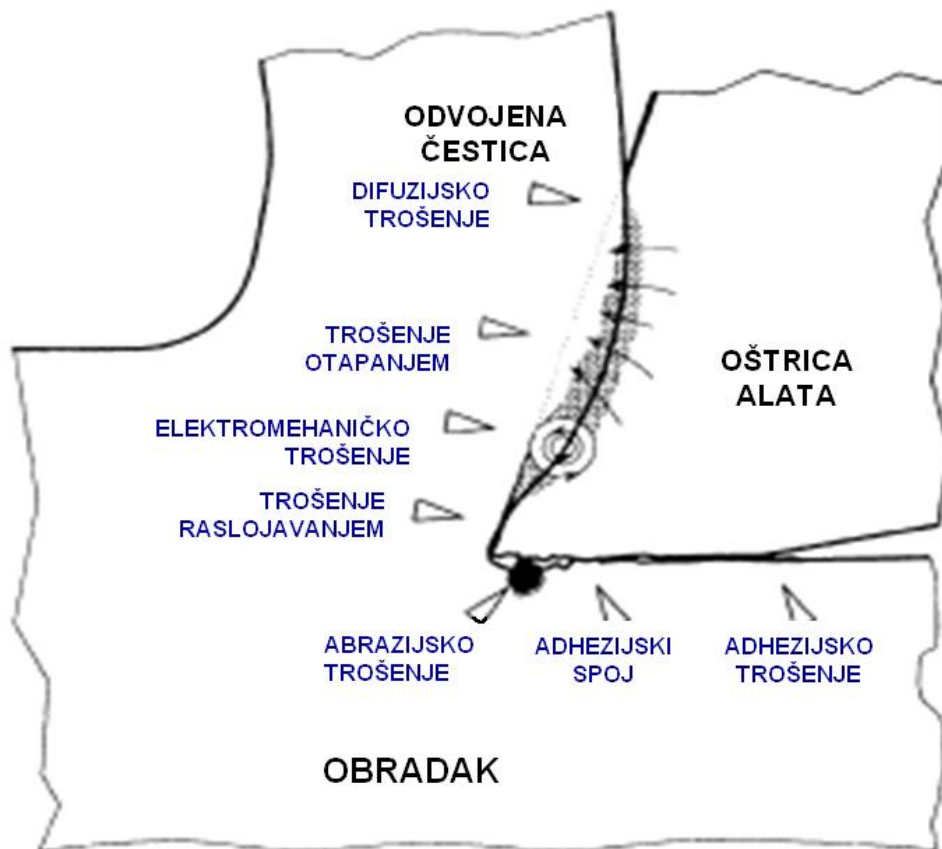 ODVOJENA
ČESTICA
DIFUZIJSKO
TROŠENJE
TROŠENJE
OTAPANJEM
OŠTRICA
ALATA
ELEKTROMEHANIČKO
TROŠENJE
TROŠENJE
RASLOJAVANJEM
ABRAZIJSKO
TROŠENJE
ADHEZIJSKI
SPOJ
ADHEZIJSKO
TROŠENJE
OBRADAK